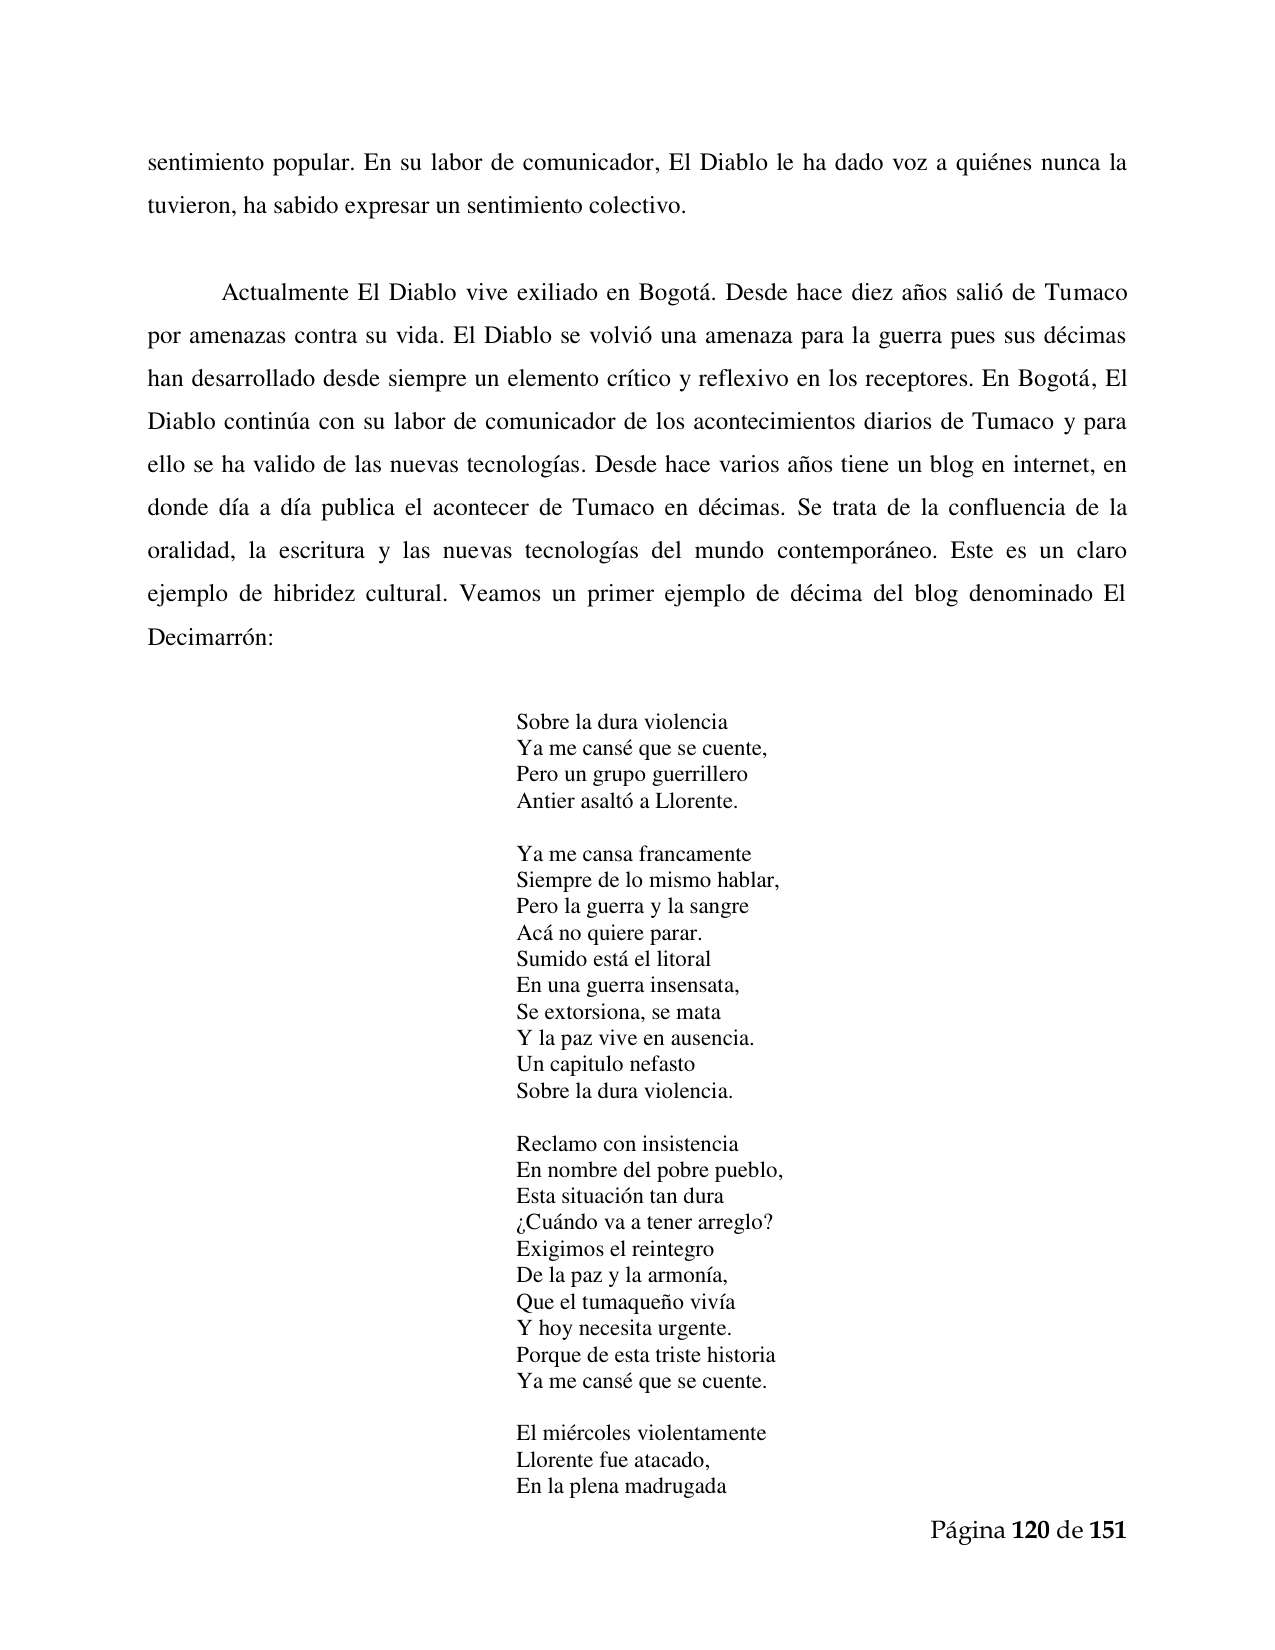 sentimiento popular. En su labor de comunicador, El Diablo le ha dado voz a quiénes nunca la
tuvieron, ha sabido expresar un sentimiento colectivo.
Actualmente El Diablo vive exiliado en Bogotá. Desde hace diez años salió de Tumaco
por amenazas contra su vida. El Diablo se volvió una amenaza para la guerra pues sus décimas
han desarrollado desde siempre un elemento crítico y reflexivo en los receptores. En Bogotá, El
Diablo continúa con su labor de comunicador de los acontecimientos diarios de Tumaco y para
ello se ha valido de las nuevas tecnologías. Desde hace varios años tiene un blog en internet, en
donde día a día publica el acontecer de Tumaco en décimas. Se trata de la confluencia de la
oralidad, la escritura y las nuevas tecnologías del mundo contemporáneo. Este es un claro
ejemplo de hibridez cultural. Veamos un primer ejemplo de décima del blog denominado El
Decimarrón:
Sobre la dura violencia
Ya me cansé que se cuente,
Pero un grupo guerrillero
Antier asaltó a Llorente.
Ya me cansa francamente
Siempre de lo mismo hablar,
Pero la guerra y la sangre
Acá no quiere parar.
Sumido está el litoral
En una guerra insensata,
Se extorsiona, se mata
Y la paz vive en ausencia.
Un capitulo nefasto
Sobre la dura violencia.
Reclamo con insistencia
En nombre del pobre pueblo,
Esta situación tan dura
¿Cuándo va a tener arreglo?
Exigimos el reintegro
De la paz y la armonía,
Que el tumaqueño vivía
Y hoy necesita urgente.
Porque de esta triste historia
Ya me cansé que se cuente.
El miércoles violentamente
Llorente fue atacado,
En la plena madrugada
Página 120 de 151